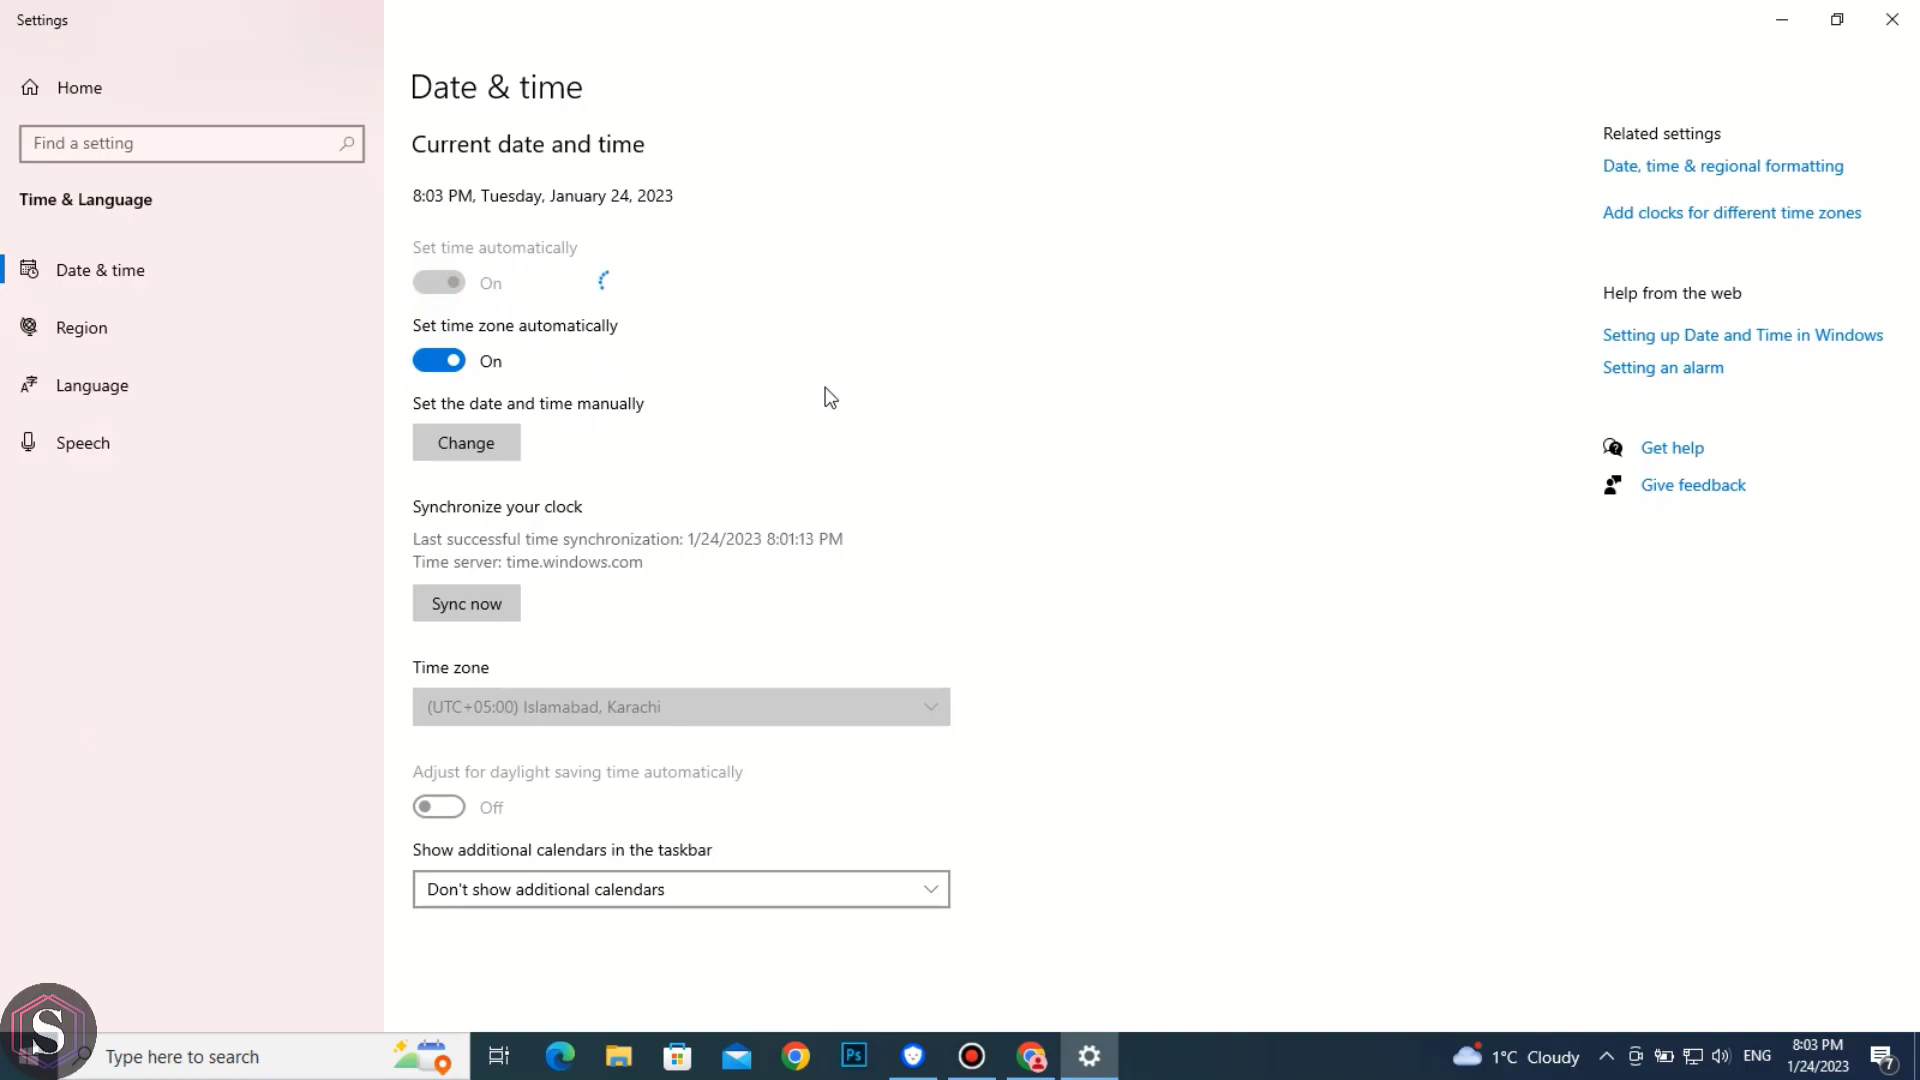 Settings
Home
Find a setting
Time & Language
Date & time
Region
Language
Speech
Date & time
Current date and time
8:03 PM, Tuesday, January 24, 2023
Set time automatically
On
Set time zone automatically
On
Set the date and time manually
Change
Synchronize your clock
Last successful time synchronization: 1/24/2023 8:01:13 PM
Time server: time.windows.com
Sync now
Time zone
(UTC+05:00) Islamabad, Karachi
Adjust for daylight saving time automatically
Off
Show additional calendars in the taskbar
Don't show additional calendars
Related settings
Date, time & regional formatting
Add clocks for different time zones
Help from the web
Setting up Date and Time in Windows
Setting an alarm
Get help
Give feedback
S
Type here to search
Ps
1°C Cloudy
ENG
8:03 PM
1/24/2023
7